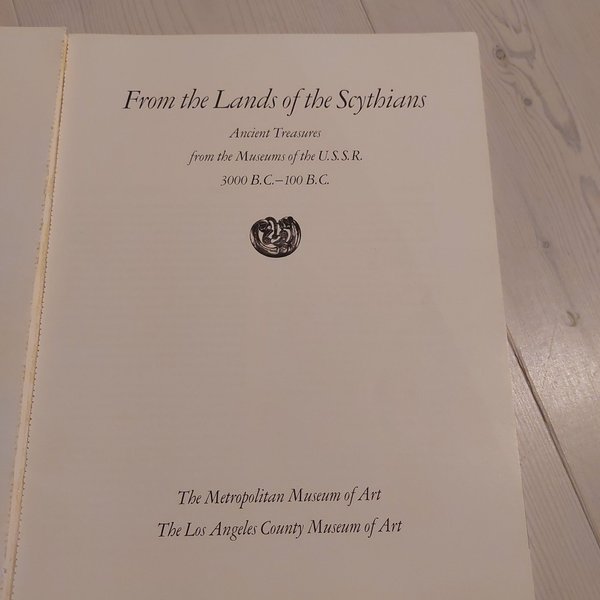 From the Lands of the Scythians
Ancient Treasures
from the Museums of the U.S.S.R.
3000 B.C.–100 B.C.
The Metropolitan Museum of Art
The Los Angeles County Museum of Art